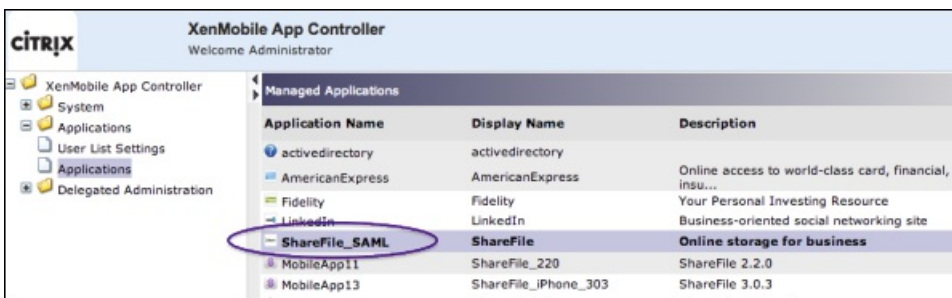 CITRIX
XenMobile App Controller
Welcome Administrator
XenMobile App Controller
System
Applications
User List Settings
Applications
Delegated Administration
Managed Applications
Application Name Display Name Description
activedirectory activedirectory
AmericanExpress AmericanExpress Online access to world-class card, financial,
insu...
Fidelity Fidelity Your Personal Investing Resource
LinkedIn LinkedIn Business-oriented social networking site
ShareFile_SAML ShareFile Online storage for business
MobileApp11 ShareFile_220 ShareFile 2.2.0
MobileApp13 ShareFile_iPhone_303 ShareFile 3.0.3